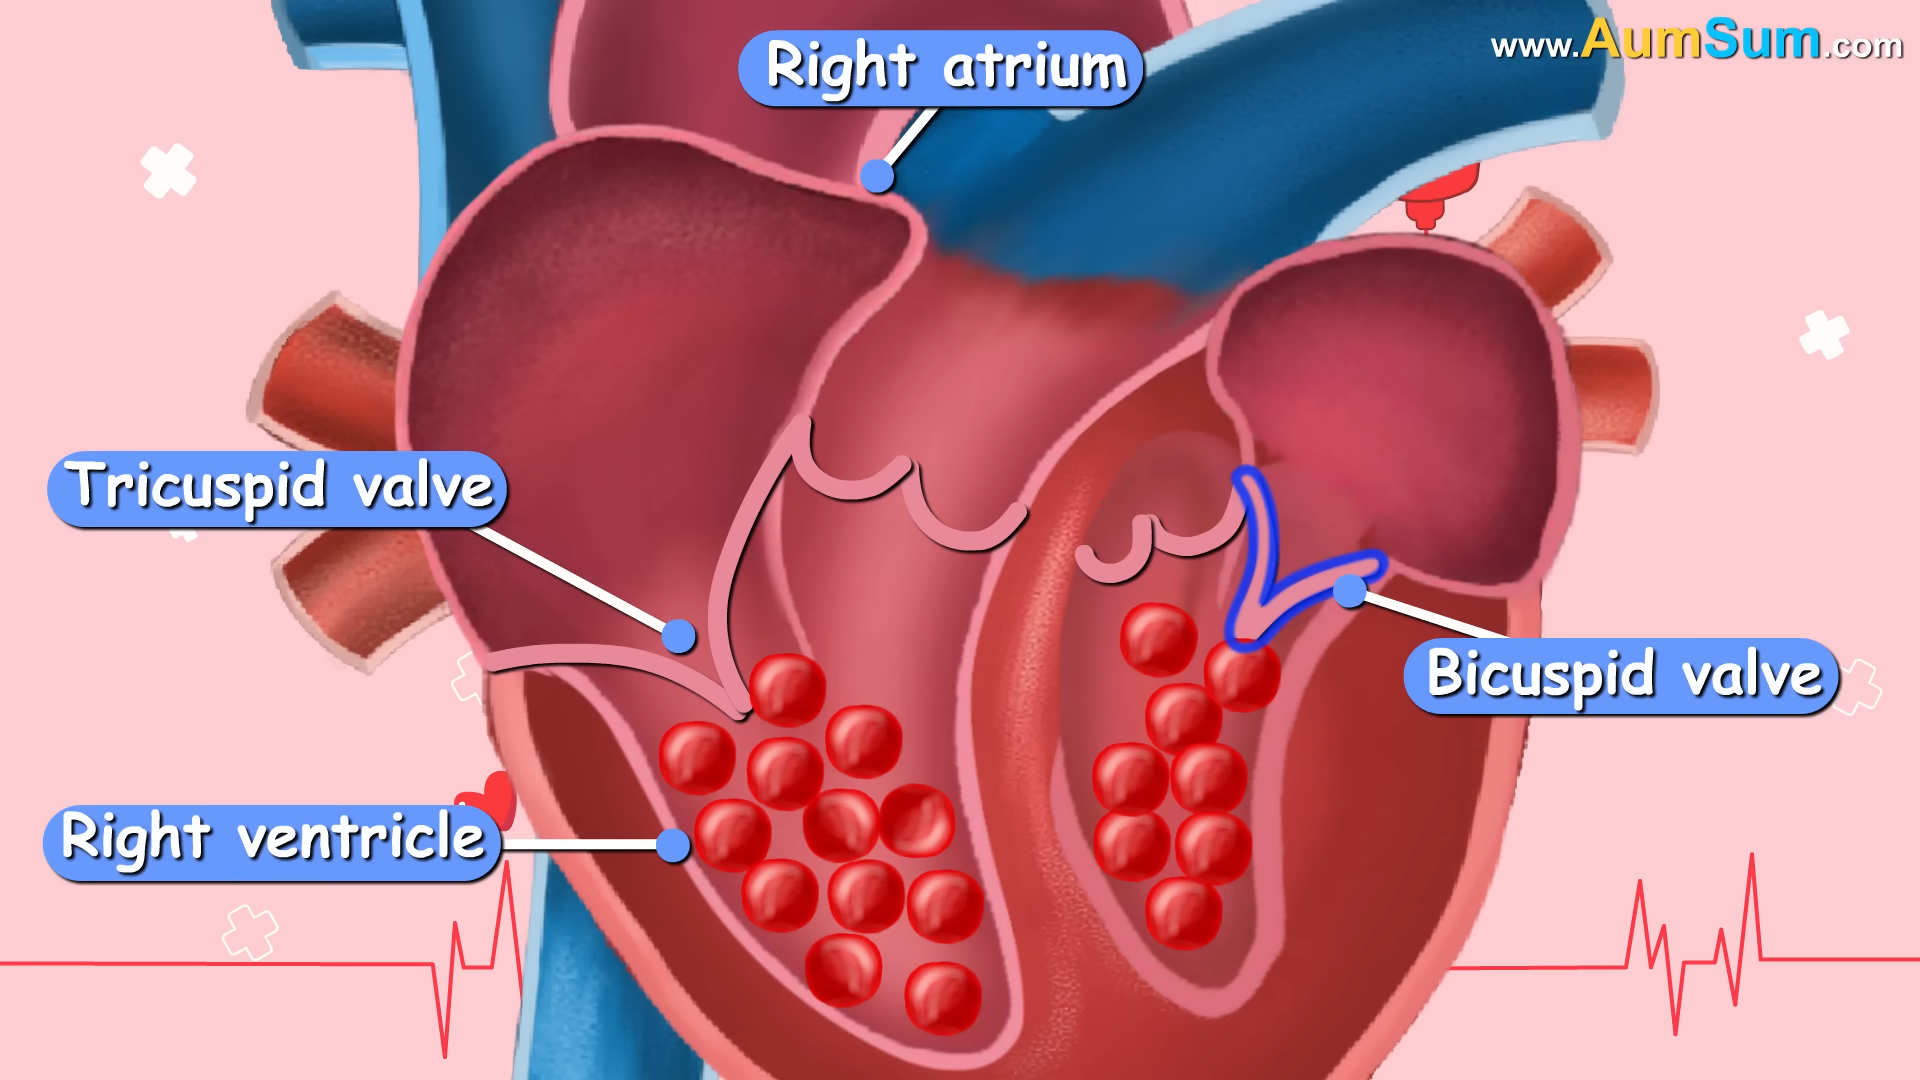 www.AumSum.com
Right atrium
Tricuspid valve
Bicuspid valve
Right ventricle